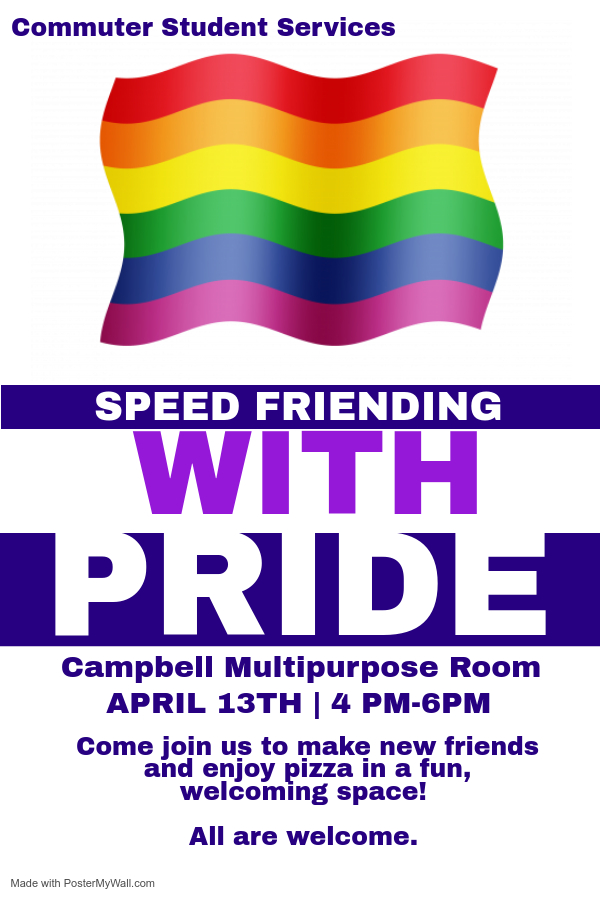 Commuter Student Services
SPEED FRIENDING
WITH
PRIDE
Campbell Multipurpose Room
APRIL 13TH | 4 PM-6PM
Come join us to make new friends
and enjoy pizza in a fun,
welcoming space!
All are welcome.
Made with PosterMyWall.com